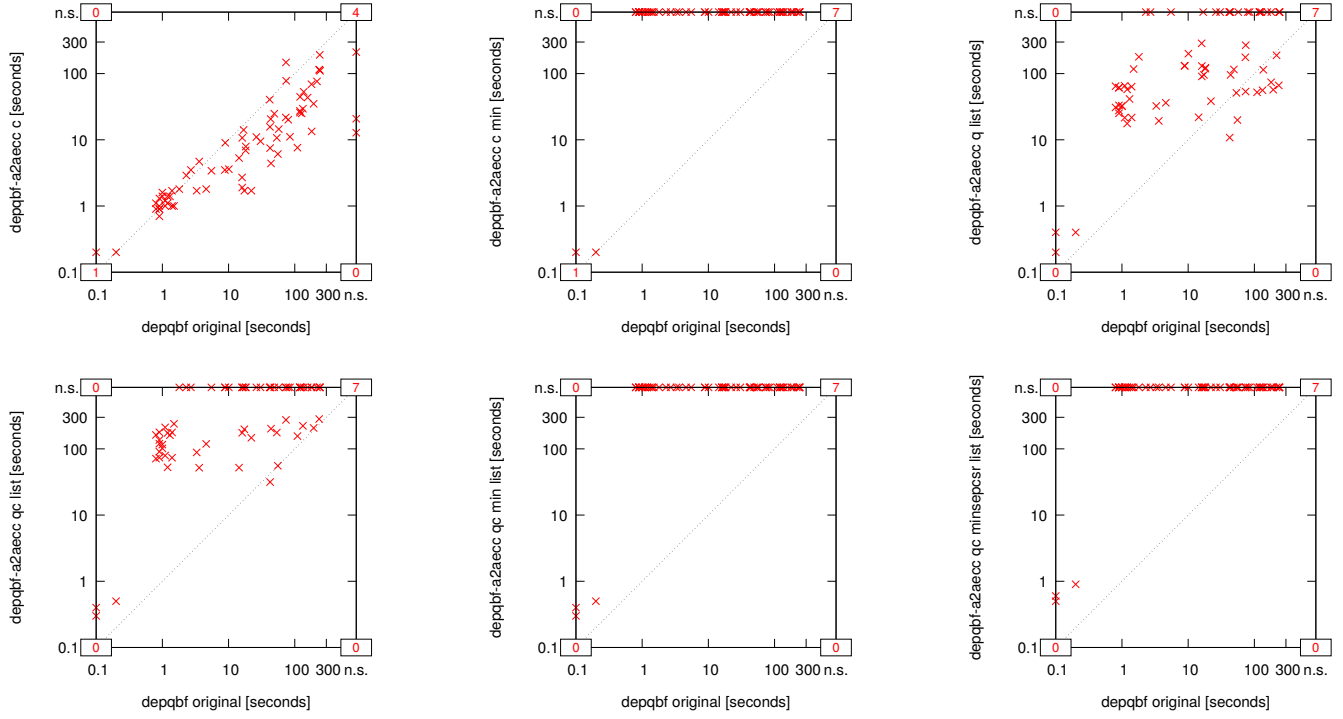 n.s. 0 4
300
100
10
1
0.1 1 0
0.1 1 10 100 300 n.s.
depqbf-a2aecc c [seconds]
depqbf original [seconds]
n.s. 0 7
300
100
10
1
0.1 1 0
0.1 1 10 100 300 n.s.
depqbf-a2aecc c min [seconds]
depqbf original [seconds]
n.s. 0 7
300
100
10
1
0.1 0 0
0.1 1 10 100 300 n.s.
depqbf-a2aecc q list [seconds]
depqbf original [seconds]
n.s. 0 7
300
100
10
1
0.1 0 0
0.1 1 10 100 300 n.s.
depqbf-a2aecc qc list [seconds]
depqbf original [seconds]
n.s. 0 7
300
100
10
1
0.1 0 0
0.1 1 10 100 300 n.s.
depqbf-a2aecc qc min list [seconds]
depqbf original [seconds]
n.s. 0 7
300
100
10
1
0.1 0 0
0.1 1 10 100 300 n.s.
depqbf-a2aecc qc minsepcsr list [seconds]
depqbf original [seconds]